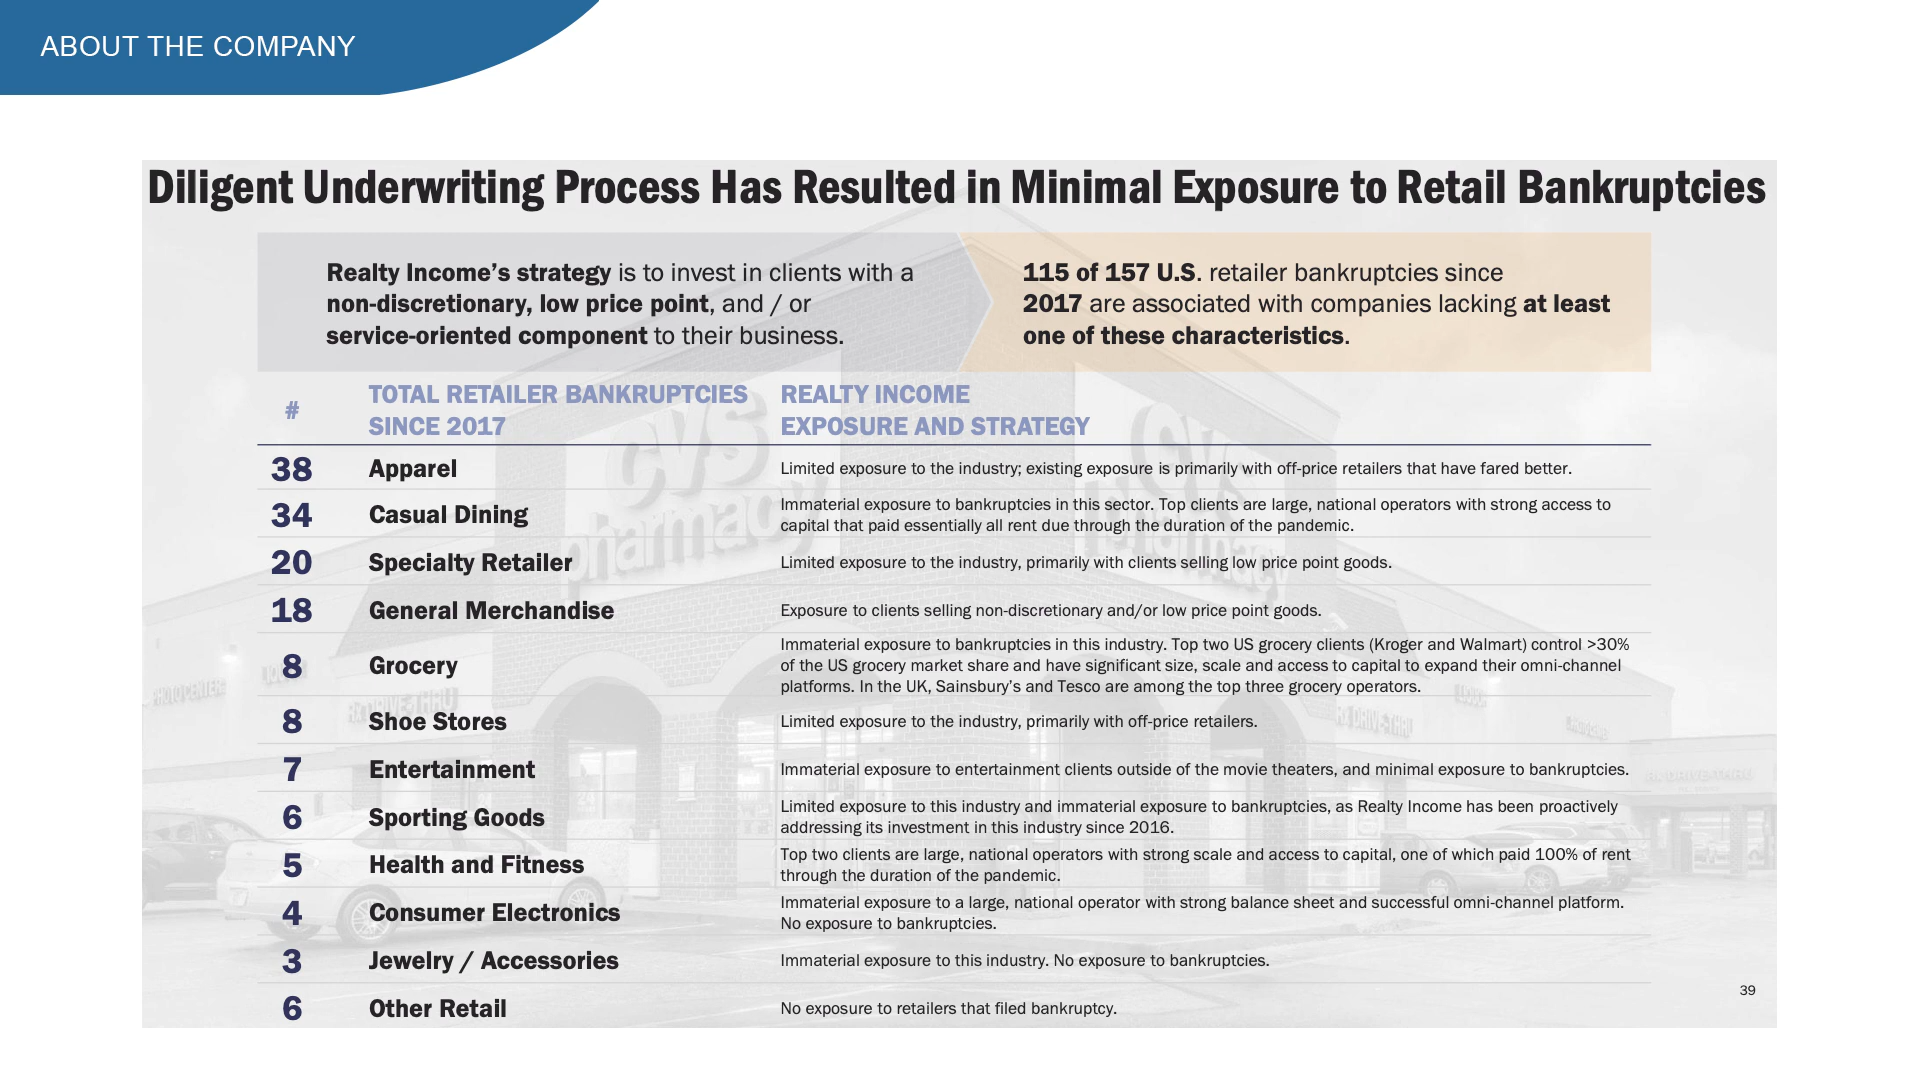 ABOUT THE COMPANY
Diligent Underwriting Process Has Resulted in Minimal Exposure to Retail Bankruptcies
Realty Income’s strategy is to invest in clients with a
non-discretionary, low price point, and / or
service-oriented component to their business.
115 of 157 U.S. retailer bankruptcies since
2017 are associated with companies lacking at least
one of these characteristics.
#
TOTAL RETAILER BANKRUPTCIES
SINCE 2017
REALTY INCOME
EXPOSURE AND STRATEGY
38 Apparel Limited exposure to the industry; existing exposure is primarily with off-price retailers that have fared better.
34 Casual Dining Immaterial exposure to bankruptcies in this sector. Top clients are large, national operators with strong access to
capital that paid essentially all rent due through the duration of the pandemic.
20 Specialty Retailer Limited exposure to the industry, primarily with clients selling low price point goods.
18 General Merchandise Exposure to clients selling non-discretionary and/or low price point goods.
8 Grocery Immaterial exposure to bankruptcies in this industry. Top two US grocery clients (Kroger and Walmart) control >30%
of the US grocery market share and have significant size, scale and access to capital to expand their omni-channel
platforms. In the UK, Sainsbury’s and Tesco are among the top three grocery operators.
8 Shoe Stores Limited exposure to the industry, primarily with off-price retailers.
7 Entertainment Immaterial exposure to entertainment clients outside of the movie theaters, and minimal exposure to bankruptcies.
6 Sporting Goods Limited exposure to this industry and immaterial exposure to bankruptcies, as Realty Income has been proactively
addressing its investment in this industry since 2016.
5 Health and Fitness Top two clients are large, national operators with strong scale and access to capital, one of which paid 100% of rent
through the duration of the pandemic.
4 Consumer Electronics Immaterial exposure to a large, national operator with strong balance sheet and successful omni-channel platform.
No exposure to bankruptcies.
3 Jewelry / Accessories Immaterial exposure to this industry. No exposure to bankruptcies.
6 Other Retail No exposure to retailers that filed bankruptcy.
39
CVS
pharmacy
CVS
pharmacy
PHOTO CENTER
LIQUOR
RX DRIVE-THRU
RX DRIVE-THRU
LIQUOR
RX DRIVE-THRU